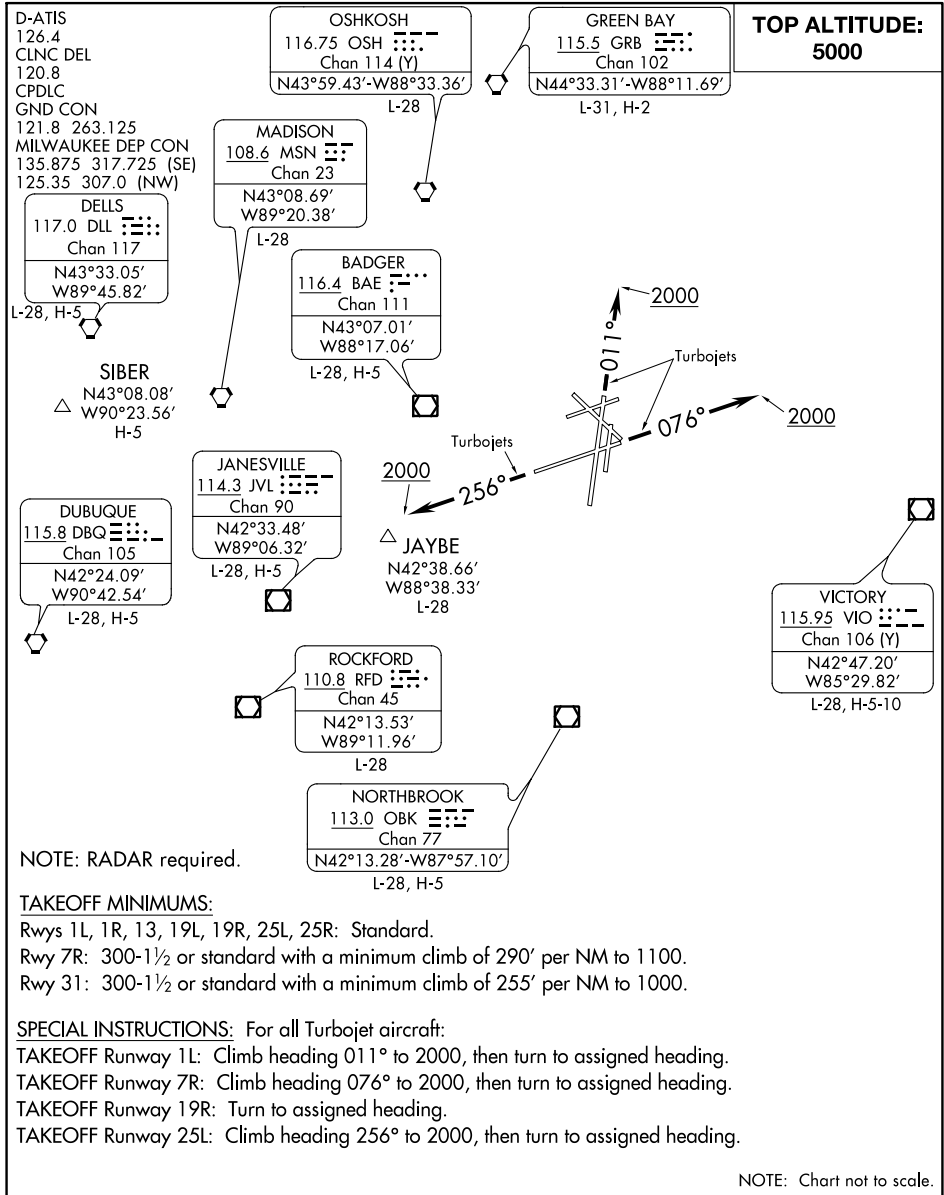 D-ATIS
126.4
CLNC DEL
120.8
CPDLC
GND CON
121.8 263.125
MILWAUKEE DEP CON
135.875 317.725 (SE)
125.35 307.0 (NW)
OSHKOSH
116.75 OSH
Chan 114 (Y)
N43°59.43′-W88°33.36′
L-28
GREEN BAY
115.5 GRB
Chan 102
N44°33.31′-W88°11.69′
L-31, H-2
TOP ALTITUDE:
5000
MADISON
108.6 MSN
Chan 23
N43°08.69′
W89°20.38′
L-28
DELLS
117.0 DLL
Chan 117
N43°33.05′
W89°45.82′
L-28, H-5
BADGER
116.4 BAE
Chan 111
N43°07.01′
W88°17.06′
L-28, H-5
SIBER
N43°08.08′
W90°23.56′
H-5
2000
011°
Turbojets
076°
2000
Turbojets
256°
2000
JANESVILLE
114.3 JVL
Chan 90
N42°33.48′
W89°06.32′
L-28, H-5
DUBUQUE
115.8 DBQ
Chan 105
N42°24.09′
W90°42.54′
L-28, H-5
JAYBE
N42°38.66′
W88°38.33′
L-28
VICTORY
115.95 VIO
Chan 106 (Y)
N42°47.20′
W85°29.82′
L-28, H-5-10
ROCKFORD
110.8 RFD
Chan 45
N42°13.53′
W89°11.96′
L-28
NORTHBROOK
113.0 OBK
Chan 77
N42°13.28′-W87°57.10′
L-28, H-5
NOTE: RADAR required.
TAKEOFF MINIMUMS:
Rwys 1L, 1R, 13, 19L, 19R, 25L, 25R: Standard.
Rwy 7R: 300-1½ or standard with a minimum climb of 290′ per NM to 1100.
Rwy 31: 300-1½ or standard with a minimum climb of 255′ per NM to 1000.
SPECIAL INSTRUCTIONS: For all Turbojet aircraft:
TAKEOFF Runway 1L: Climb heading 011° to 2000, then turn to assigned heading.
TAKEOFF Runway 7R: Climb heading 076° to 2000, then turn to assigned heading.
TAKEOFF Runway 19R: Turn to assigned heading.
TAKEOFF Runway 25L: Climb heading 256° to 2000, then turn to assigned heading.
NOTE: Chart not to scale.